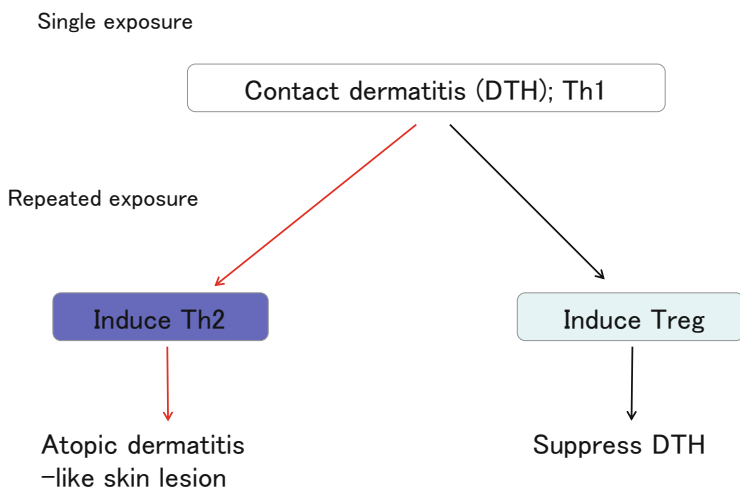 Single exposure
Contact dermatitis (DTH); Th1
Repeated exposure
Induce Th2
Induce Treg
Atopic dermatitis
-like skin lesion
Suppress DTH